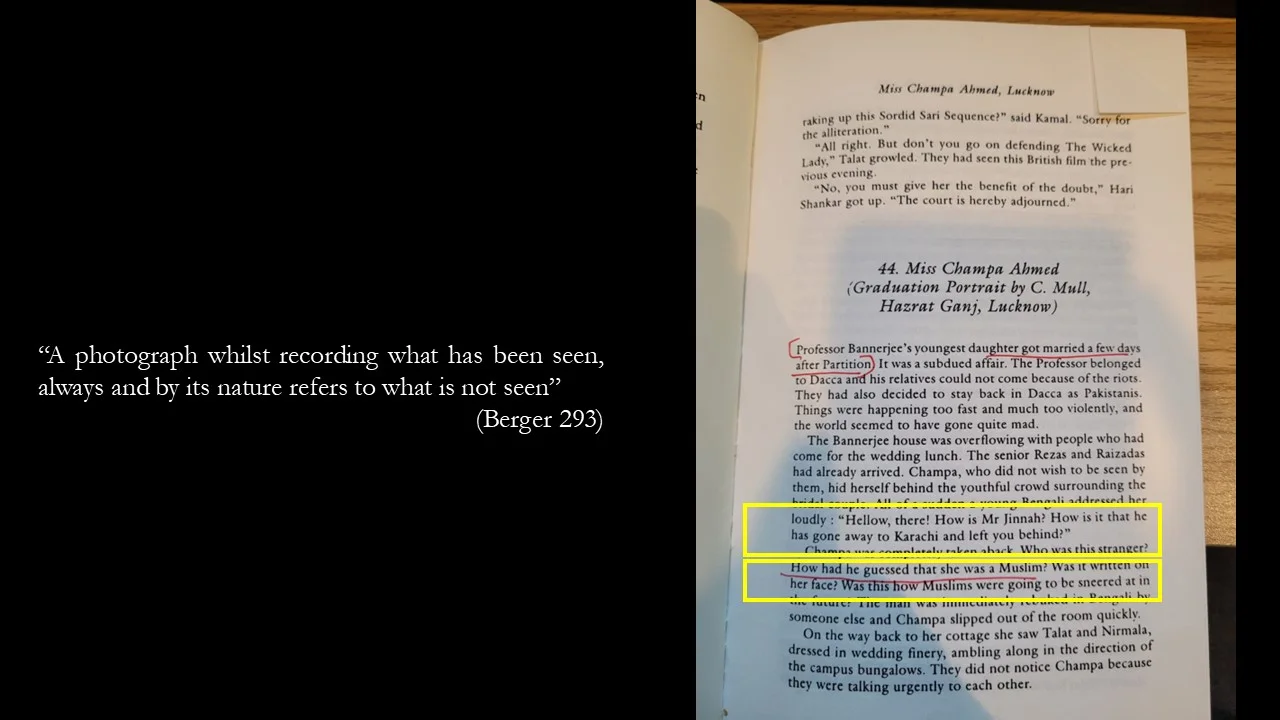 “A photograph whilst recording what has been seen,
always and by its nature refers to what is not seen”
(Berger 293)
Miss Champa Ahmed, Lucknow
raking up this Sordid Sari Sequence?” said Kamal. “Sorry for
the alliteration.”
“All right. But don’t you go on defending The Wicked
Lady,” Talat growled. They had seen this British film the pre-
vious evening.
“No, you must give her the benefit of the doubt,” Hari
Shankar got up. “The court is hereby adjourned.”
44. Miss Champa Ahmed
(Graduation Portrait by C. Mull,
Hazrat Ganj, Lucknow)
Professor Bannerjee’s youngest daughter got married a few days
after Partition. It was a subdued affair. The Professor belonged
to Dacca and his relatives could not come because of the riots.
They had also decided to stay back in Dacca as Pakistanis.
Things were happening too fast and much too violently, and
the world seemed to have gone quite mad.
The Bannerjee house was overflowing with people who had
come for the wedding lunch. The senior Rezas and Raizadas
had already arrived. Champa, who did not wish to be seen by
them, hid herself behind the youthful crowd surrounding the
bridal couple. All of a sudden a young Bengali addressed her
loudly : “Hellow, there! How is Mr Jinnah? How is it that he
has gone away to Karachi and left you behind?”
Champa was completely taken aback. Who was this stranger?
How had he guessed that she was a Muslim? Was it written on
her face? Was this how Muslims were going to be sneered at in
the future? The man was immediately rebuked in Bengali by
someone else and Champa slipped out of the room quickly.
On the way back to her cottage she saw Talat and Nirmala,
dressed in wedding finery, ambling along in the direction of
the campus bungalows. They did not notice Champa because
they were talking urgently to each other.